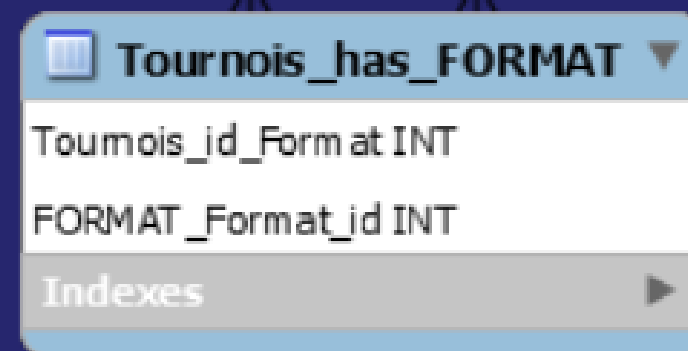 Tournois_has_FORMAT
Tournois_id_Format INT
FORMAT_Format_id INT
Indexes